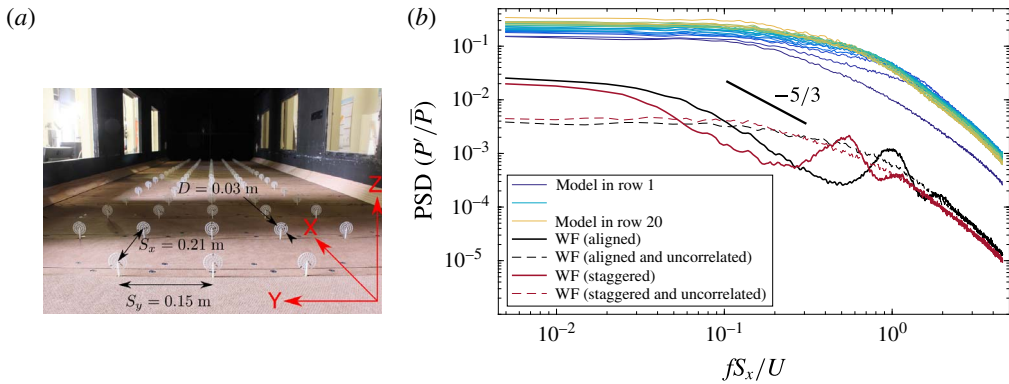 (a)
D = 0.03 m
S_x = 0.21 m
S_y = 0.15 m
X
Y
Z
(b)
PSD (P′/P̅)
10⁻¹
10⁻²
10⁻³
10⁻⁴
10⁻⁵
−5/3
Model in row 1
Model in row 20
WF (aligned)
WF (aligned and uncorrelated)
WF (staggered)
WF (staggered and uncorrelated)
10⁻²
10⁻¹
10⁰
fS_x/U